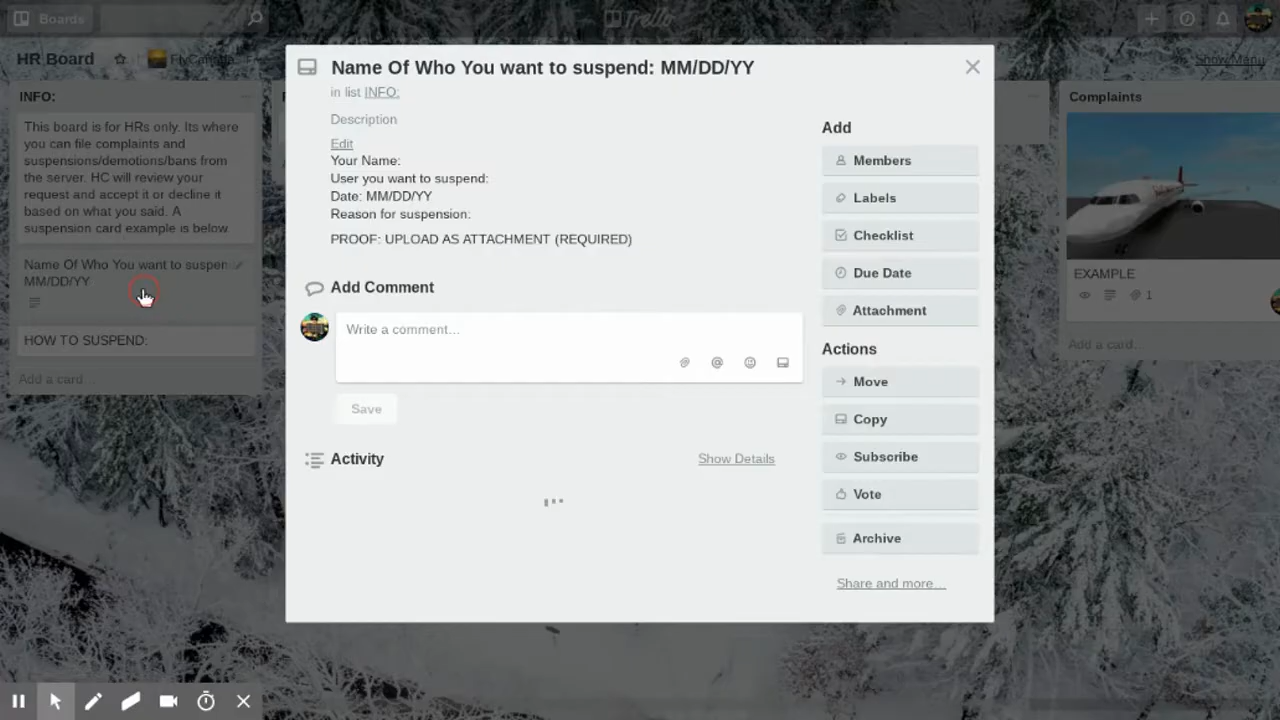 Boards
Trello
HR Board
FlyCanada
Free
Show Menu
INFO:
This board is for HRs only. Its where
you can file complaints and
suspensions/demotions/bans from
the server. HC will review your
request and accept it or decline it
based on what you said. A
suspension card example is below.
Name Of Who You want to suspen
MM/DD/YY
HOW TO SUSPEND:
Add a card...
Name Of Who You want to suspend: MM/DD/YY
in list INFO:
Description
Edit
Your Name:
User you want to suspend:
Date: MM/DD/YY
Reason for suspension:
PROOF: UPLOAD AS ATTACHMENT (REQUIRED)
Add Comment
Write a comment…
Save
Activity
Show Details
Add
Members
Labels
Checklist
Due Date
Attachment
Actions
Move
Copy
Subscribe
Vote
Archive
Share and more…
Complaints
EXAMPLE
1
Add a card…